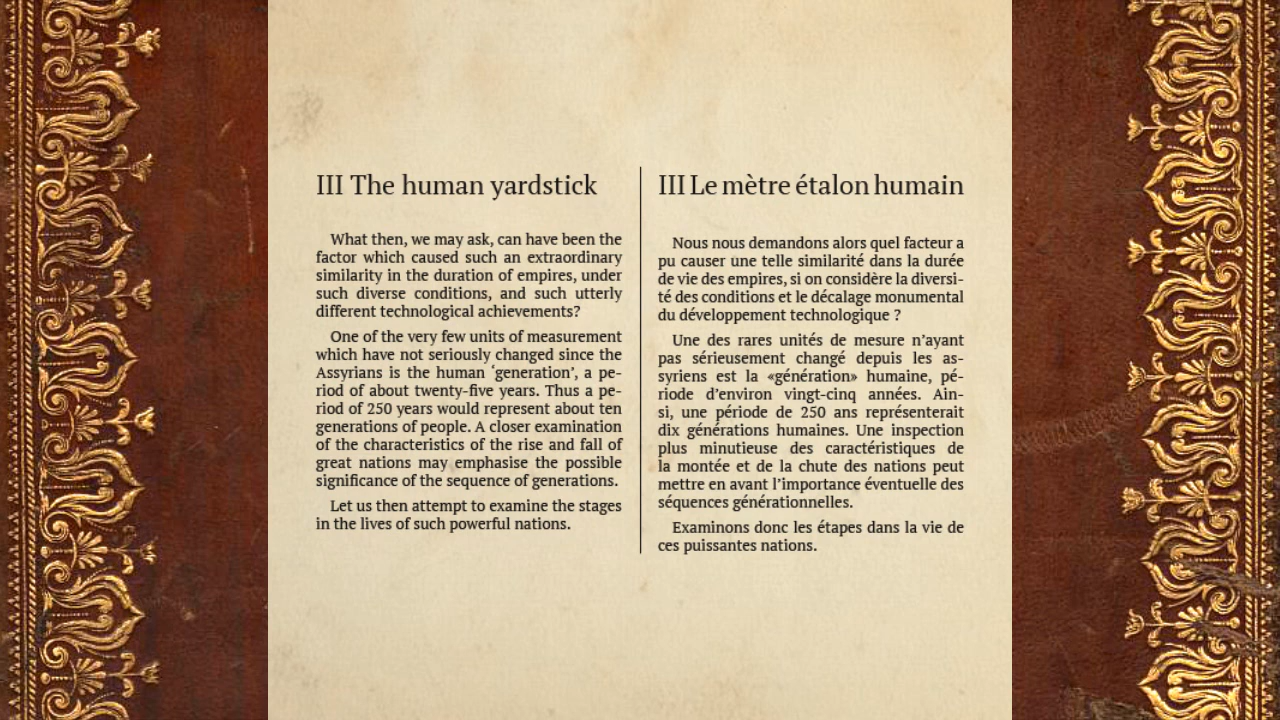 III The human yardstick
What then, we may ask, can have been the
factor which caused such an extraordinary
similarity in the duration of empires, under
such diverse conditions, and such utterly
different technological achievements?
One of the very few units of measurement
which have not seriously changed since the
Assyrians is the human ‘generation’, a pe-
riod of about twenty-five years. Thus a pe-
riod of 250 years would represent about ten
generations of people. A closer examination
of the characteristics of the rise and fall of
great nations may emphasise the possible
significance of the sequence of generations.
Let us then attempt to examine the stages
in the lives of such powerful nations.
III Le mètre étalon humain
Nous nous demandons alors quel facteur a
pu causer une telle similarité dans la durée
de vie des empires, si on considère la diversi-
té des conditions et le décalage monumental
du développement technologique ?
Une des rares unités de mesure n’ayant
pas sérieusement changé depuis les as-
syriens est la «génération» humaine, pé-
riode d’environ vingt-cinq années. Ain-
si, une période de 250 ans représenterait
dix générations humaines. Une inspection
plus minutieuse des caractéristiques de
la montée et de la chute des nations peut
mettre en avant l’importance éventuelle des
séquences générationnelles.
Examinons donc les étapes dans la vie de
ces puissantes nations.